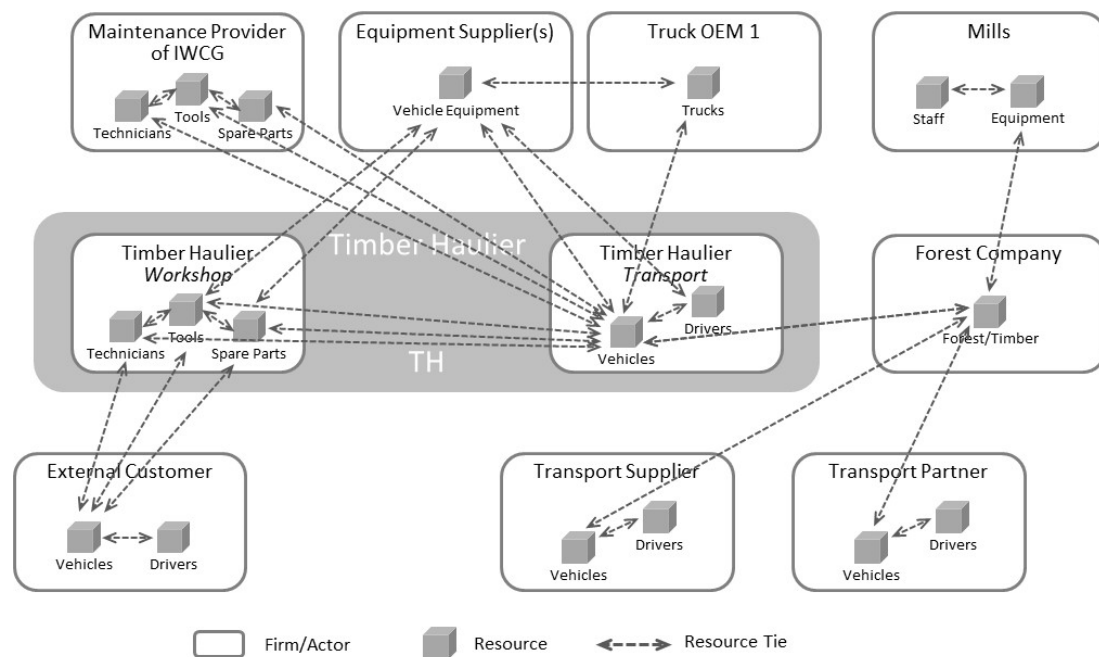 Maintenance Provider
of IWCG
Technicians
Tools
Spare Parts
Equipment Supplier(s)
Vehicle Equipment
Truck OEM 1
Trucks
Mills
Staff
Equipment
Timber Haulier
Timber Haulier
Workshop
Technicians
Tools
Spare Parts
TH
Timber Haulier
Transport
Vehicles
Drivers
Forest Company
Forest/Timber
External Customer
Vehicles
Drivers
Transport Supplier
Vehicles
Drivers
Transport Partner
Vehicles
Drivers
Firm/Actor
Resource
Resource Tie